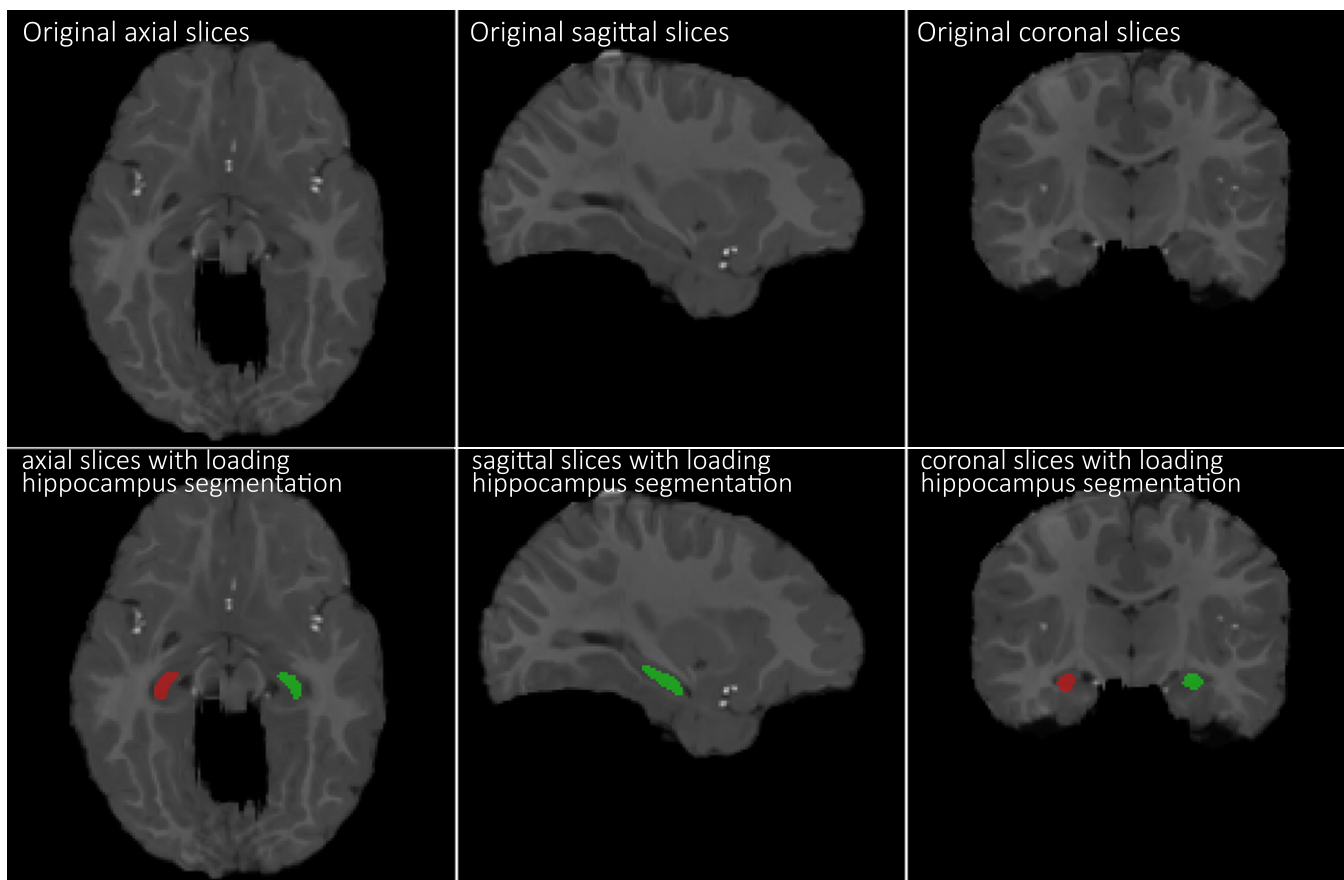 Original axial slices
Original sagittal slices
Original coronal slices
axial slices with loading
hippocampus segmentation
sagittal slices with loading
hippocampus segmentation
coronal slices with loading
hippocampus segmentation